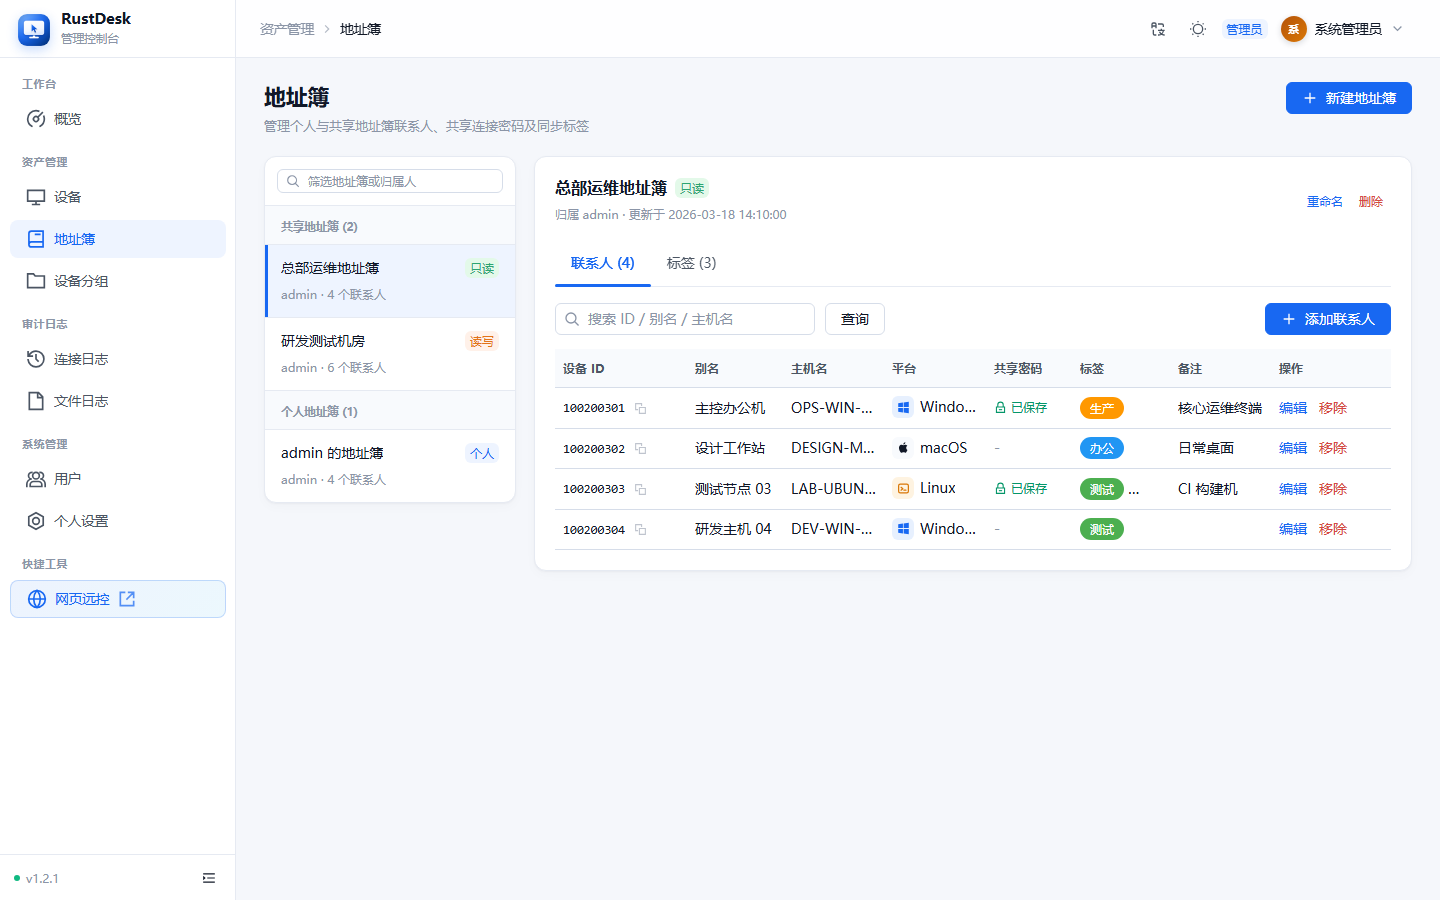 RustDesk
管理控制台
工作台
概览
资产管理
设备
地址簿
设备分组
审计日志
连接日志
文件日志
系统管理
用户
个人设置
快捷工具
网页远控
v1.2.1
资产管理 > 地址簿
管理员 系 系统管理员
地址簿
管理个人与共享地址簿联系人、共享连接密码及同步标签
+ 新建地址簿
筛选地址簿或归属人
共享地址簿 (2)
总部运维地址簿 只读
admin · 4 个联系人
研发测试机房 读写
admin · 6 个联系人
个人地址簿 (1)
admin 的地址簿 个人
admin · 4 个联系人
总部运维地址簿 只读
归属 admin · 更新于 2026-03-18 14:10:00
重命名 删除
联系人 (4) 标签 (3)
搜索 ID / 别名 / 主机名 查询 + 添加联系人
设备 ID 别名 主机名 平台 共享密码 标签 备注 操作
100200301 主控办公机 OPS-WIN-... Windo... 已保存 生产 核心运维终端 编辑 移除
100200302 设计工作站 DESIGN-M... macOS - 办公 日常桌面 编辑 移除
100200303 测试节点 03 LAB-UBUN... Linux 已保存 测试 ... CI 构建机 编辑 移除
100200304 研发主机 04 DEV-WIN-... Windo... - 测试 编辑 移除